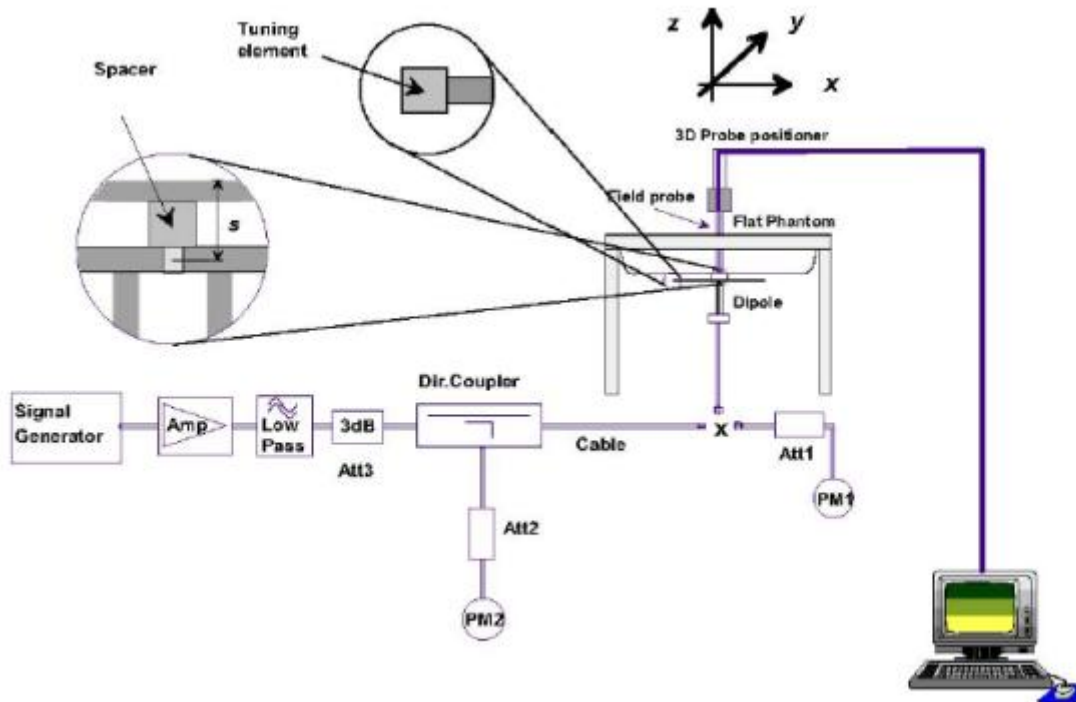 Tuning
element
Spacer
s
z
y
x
3D Probe positioner
Field probe
Flat Phantom
Dipole
Dir.Coupler
Signal
Generator
Amp
Low
Pass
3dB
Att3
Cable
x
Att1
PM1
Att2
PM2